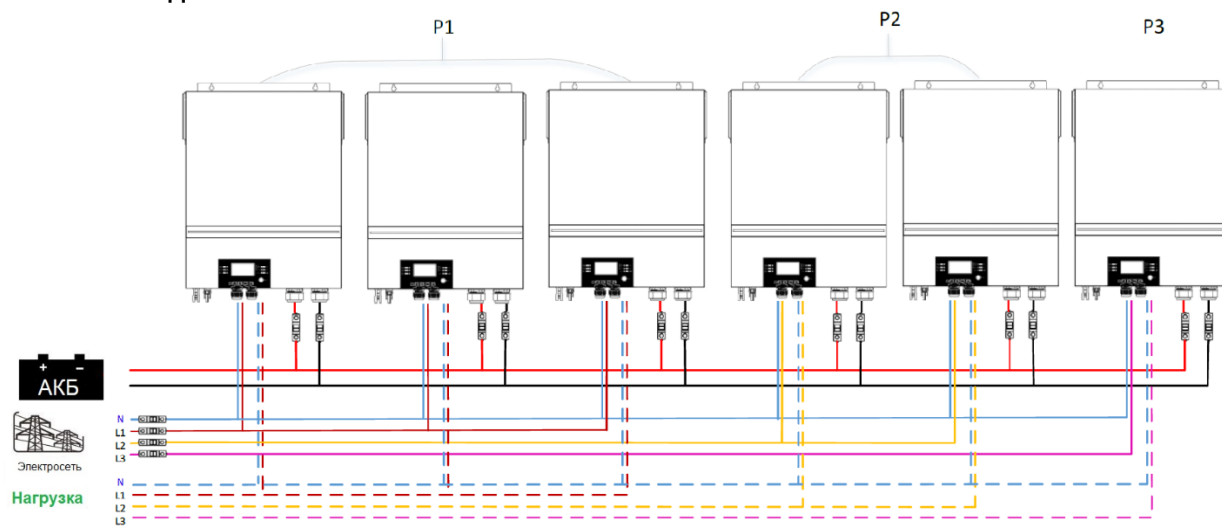 P1
P2
P3
+ −
АКБ
N
L1
L2
L3
Электросеть
Нагрузка
N
L1
L2
L3